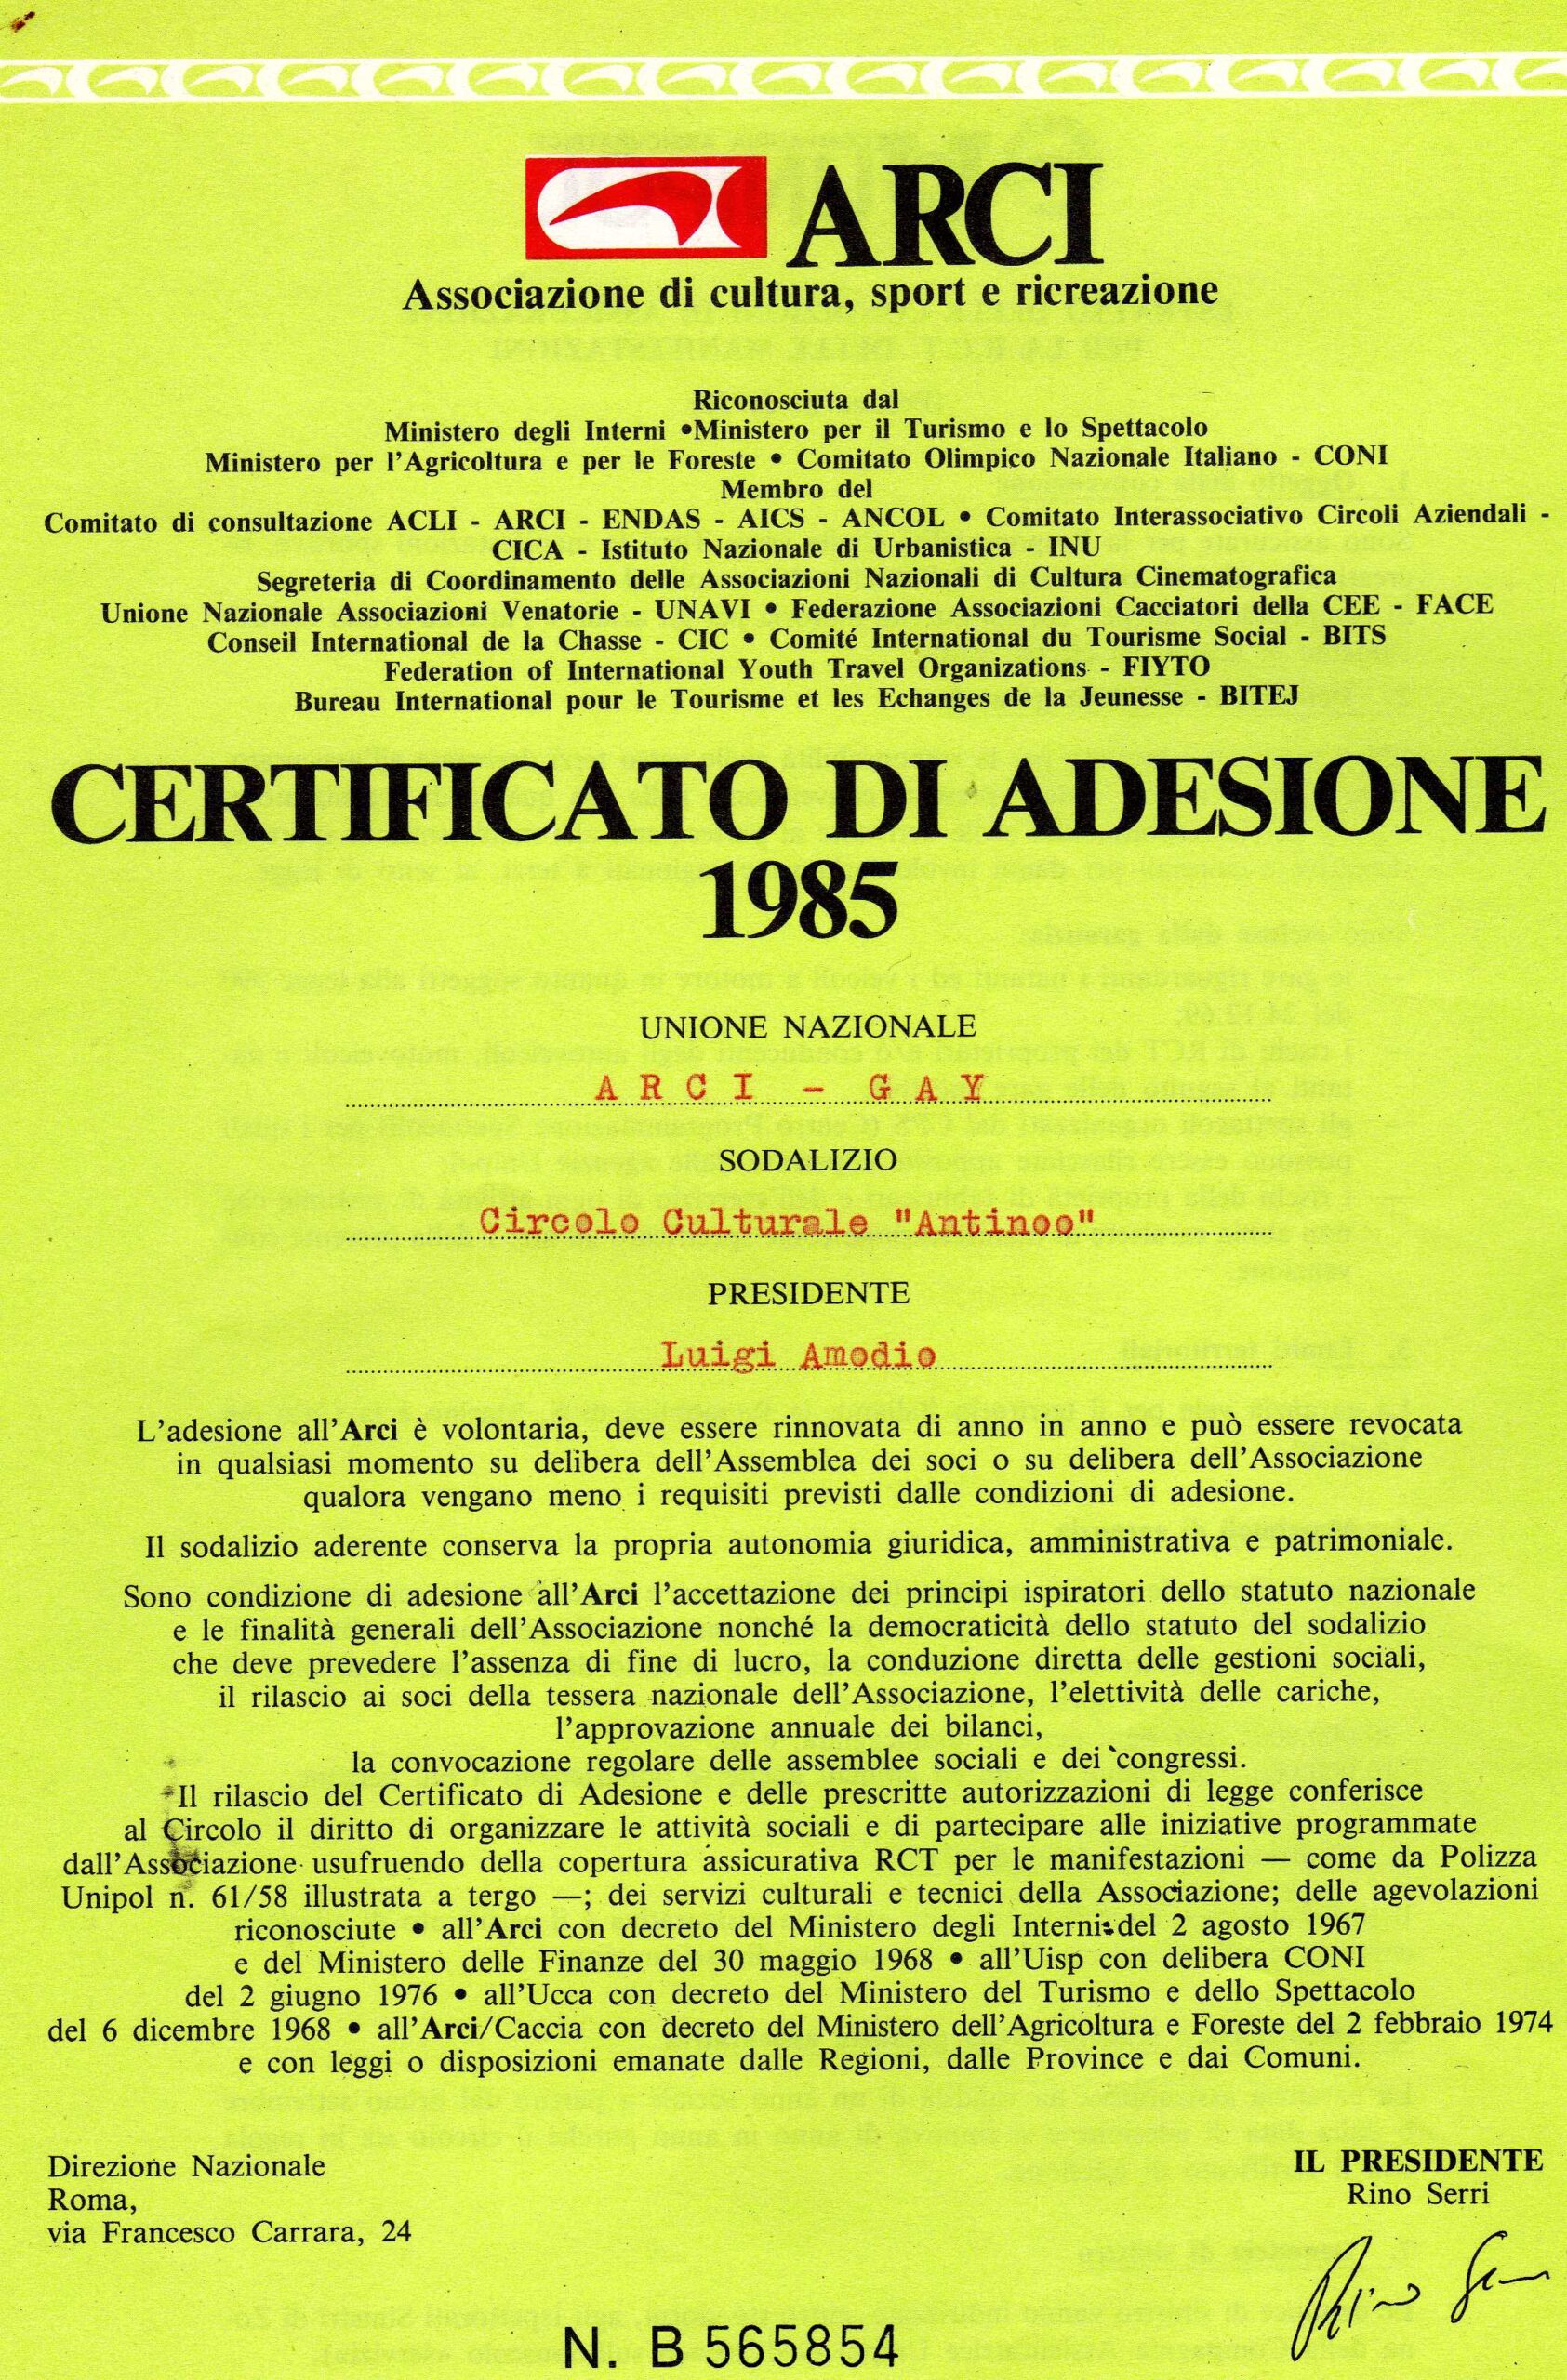 ARCI
Associazione di cultura, sport e ricreazione
Riconosciuta dal
Ministero degli Interni •Ministero per il Turismo e lo Spettacolo
Ministero per l'Agricoltura e per le Foreste • Comitato Olimpico Nazionale Italiano - CONI
Membro del
Comitato di consultazione ACLI - ARCI - ENDAS - AICS - ANCOL • Comitato Interassociativo Circoli Aziendali -
CICA - Istituto Nazionale di Urbanistica - INU
Segreteria di Coordinamento delle Associazioni Nazionali di Cultura Cinematografica
Unione Nazionale Associazioni Venatorie - UNAVI • Federazione Associazioni Cacciatori della CEE - FACE
Conseil International de la Chasse - CIC • Comité International du Tourisme Social - BITS
Federation of International Youth Travel Organizations - FIYTO
Bureau International pour le Tourisme et les Echanges de la Jeunesse - BITEJ
CERTIFICATO DI ADESIONE
1985
UNIONE NAZIONALE
ARCI - GAY
SODALIZIO
Circolo Culturale "Antinoo"
PRESIDENTE
Luigi Amodio
L'adesione all'Arci è volontaria, deve essere rinnovata di anno in anno e può essere revocata
in qualsiasi momento su delibera dell'Assemblea dei soci o su delibera dell'Associazione
qualora vengano meno i requisiti previsti dalle condizioni di adesione.
Il sodalizio aderente conserva la propria autonomia giuridica, amministrativa e patrimoniale.
Sono condizione di adesione all'Arci l'accettazione dei principi ispiratori dello statuto nazionale
e le finalità generali dell'Associazione nonché la democraticità dello statuto del sodalizio
che deve prevedere l'assenza di fine di lucro, la conduzione diretta delle gestioni sociali,
il rilascio ai soci della tessera nazionale dell'Associazione, l'elettività delle cariche,
l'approvazione annuale dei bilanci,
la convocazione regolare delle assemblee sociali e dei congressi.
Il rilascio del Certificato di Adesione e delle prescritte autorizzazioni di legge conferisce
al Circolo il diritto di organizzare le attività sociali e di partecipare alle iniziative programmate
dall'Associazione usufruendo della copertura assicurativa RCT per le manifestazioni — come da Polizza
Unipol n. 61/58 illustrata a tergo —; dei servizi culturali e tecnici della Associazione; delle agevolazioni
riconosciute • all'Arci con decreto del Ministero degli Interni del 2 agosto 1967
e del Ministero delle Finanze del 30 maggio 1968 • all'Uisp con delibera CONI
del 2 giugno 1976 • all'Ucca con decreto del Ministero del Turismo e dello Spettacolo
del 6 dicembre 1968 • all'Arci/Caccia con decreto del Ministero dell'Agricoltura e Foreste del 2 febbraio 1974
e con leggi o disposizioni emanate dalle Regioni, dalle Province e dai Comuni.
Direzione Nazionale
Roma,
via Francesco Carrara, 24
IL PRESIDENTE
Rino Serri
Rino Serri
N. B 565854